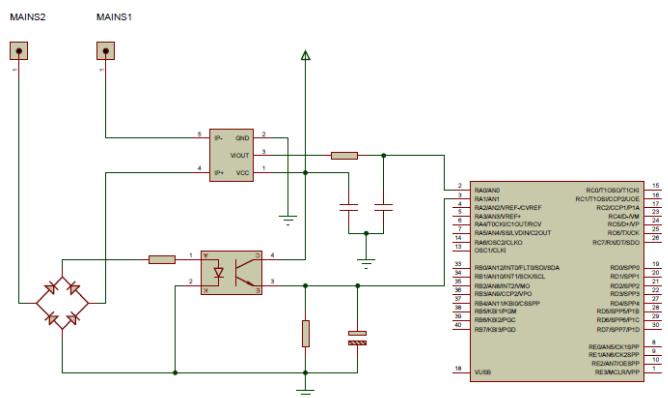 MAINS2 MAINS1
1 1
5 IP- GND 2
VIOUT 3
4 IP+ VCC 1
1 A C 4
2 K E 3
2 RA0/AN0 RC0/T1OSO/T1CKI 15
3 RA1/AN1 RC1/T1OSI/CCP2/UOE 16
4 RA2/AN2/VREF-/CVREF RC2/CCP1/P1A 17
5 RA3/AN3/VREF+ RC4/D-/VM 23
6 RA4/T0CKI/C1OUT/RCV RC5/D+/VP 24
7 RA5/AN4/SS/LVDIN/C2OUT RC6/TX/CK 25
14 RA6/OSC2/CLKO RC7/RX/DT/SDO 26
13 OSC1/CLKI
33 RB0/AN12/INT0/FLT0/SDI/SDA RD0/SPP0 19
34 RB1/AN10/INT1/SCK/SCL RD1/SPP1 20
35 RB2/AN8/INT2/VMO RD2/SPP2 21
36 RB3/AN9/CCP2/VPO RD3/SPP3 22
37 RB4/AN11/KBI0/CSSPP RD4/SPP4 27
38 RB5/KBI1/PGM RD5/SPP5/P1B 28
39 RB6/KBI2/PGC RD6/SPP6/P1C 29
40 RB7/KBI3/PGD RD7/SPP7/P1D 30
RE0/AN5/CK1SPP 8
RE1/AN6/CK2SPP 9
RE2/AN7/OESPP 10
18 VUSB RE3/MCLR/VPP 1